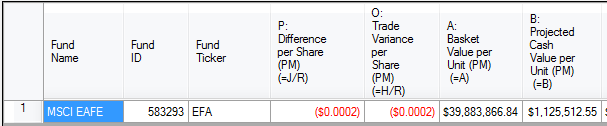 Fund
Name
Fund
ID
Fund
Ticker
P:
Difference
per Share
(PM)
(=J/R)
O:
Trade
Variance
per
Share
(PM)
(=H/R)
A:
Basket
Value per
Unit (PM)
(=A)
B:
Projected
Cash
Value per
Unit (PM)
(=B)
1 MSCI EAFE 583293 EFA ($0.0002) ($0.0002) $39,883,866.84 $1,125,512.55